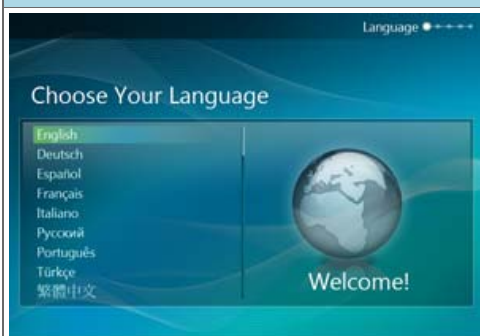 Language
Choose Your Language
English
Deutsch
Español
Français
Italiano
Русский
Português
Türkçe
繁體中文
Welcome!